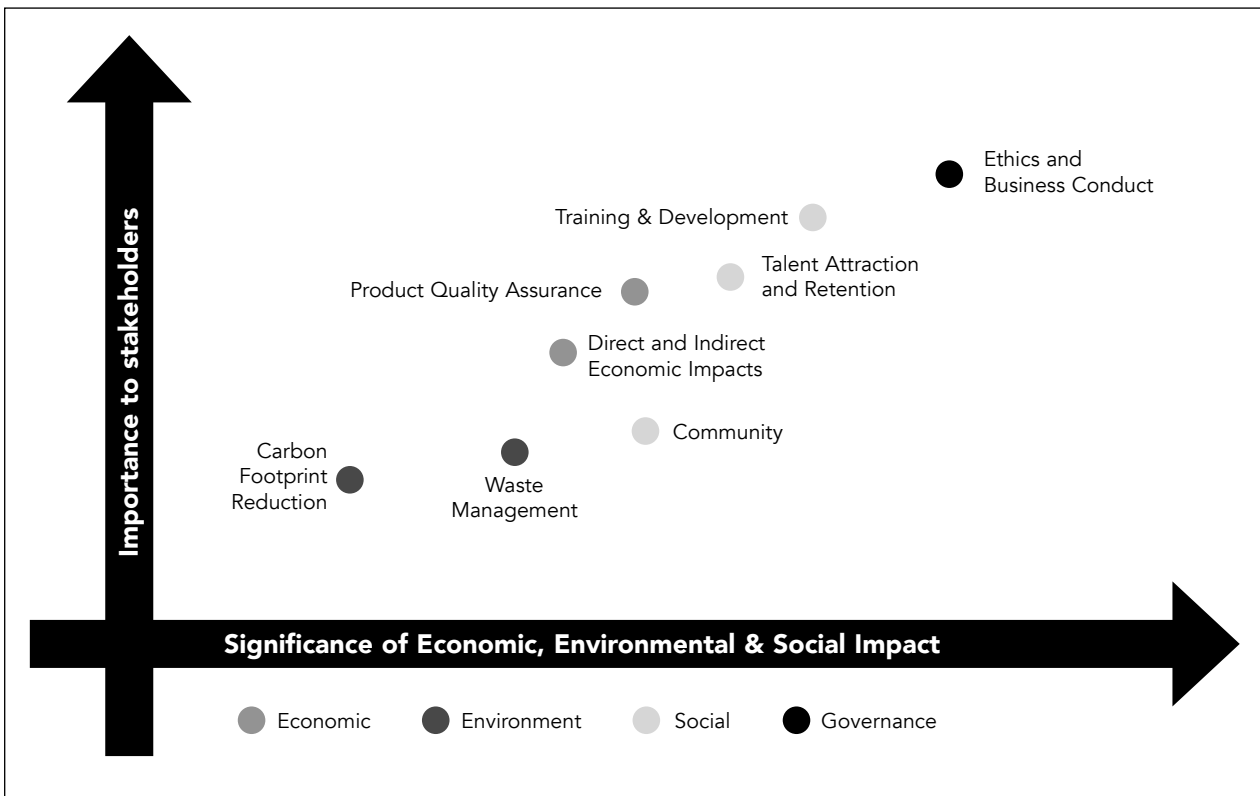 Importance to stakeholders
Ethics and
Business Conduct
Training & Development
Talent Attraction
and Retention
Product Quality Assurance
Direct and Indirect
Economic Impacts
Community
Carbon
Footprint
Reduction
Waste
Management
Significance of Economic, Environmental & Social Impact
Economic
Environment
Social
Governance